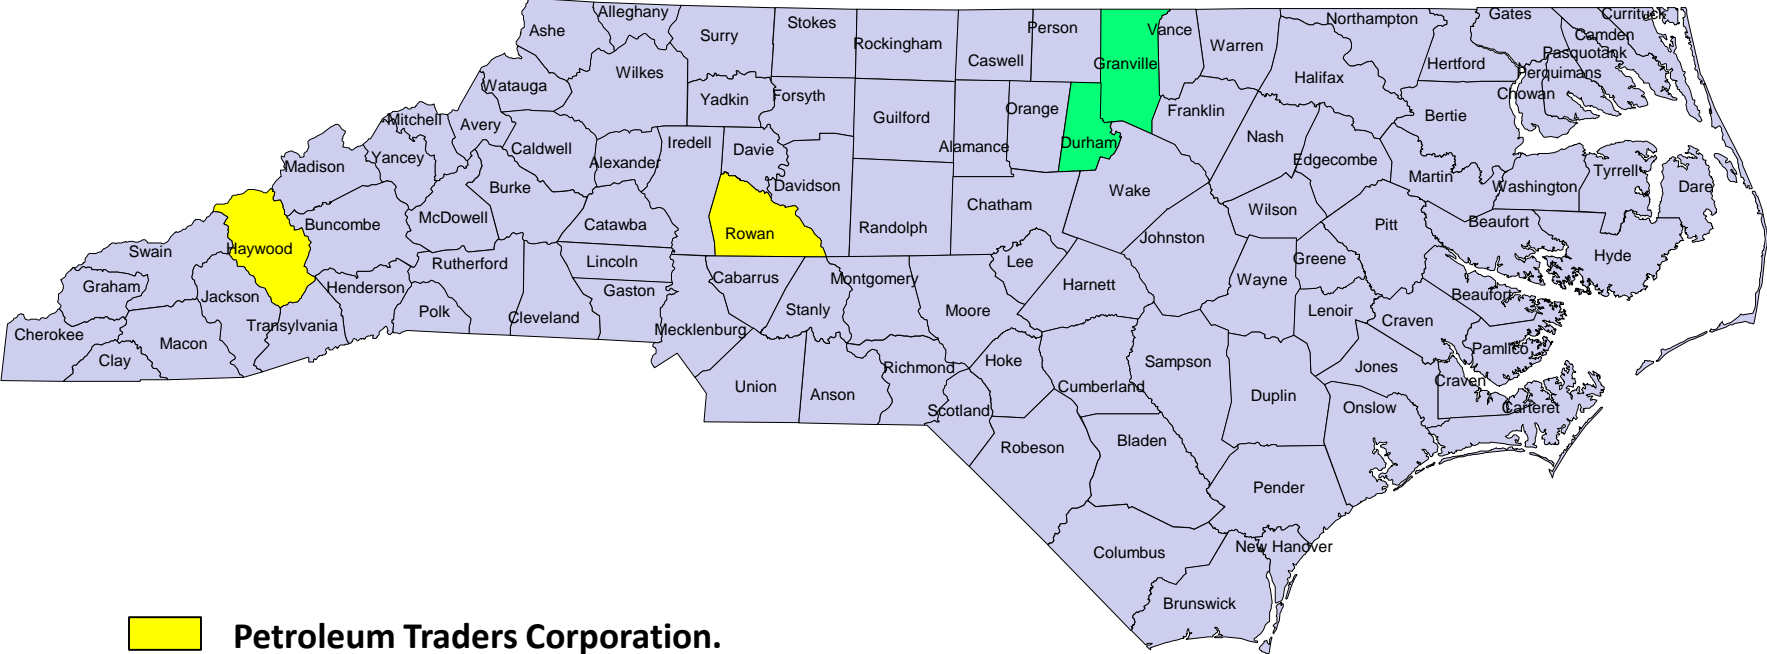 Alleghany
Ashe
Surry
Stokes
Rockingham
Caswell
Person
Granville
Vance
Warren
Northampton
Gates
Currituck
Camden
Pasquotank
Perquimans
Chowan
Hertford
Halifax
Bertie
Watauga
Wilkes
Yadkin
Forsyth
Guilford
Alamance
Orange
Durham
Franklin
Nash
Edgecombe
Martin
Washington
Tyrrell
Dare
Mitchell
Avery
Caldwell
Alexander
Iredell
Davie
Davidson
Madison
Yancey
Burke
McDowell
Catawba
Rowan
Randolph
Chatham
Wake
Johnston
Wilson
Pitt
Beaufort
Hyde
Swain
Haywood
Buncombe
Rutherford
Lincoln
Gaston
Cabarrus
Stanly
Montgomery
Moore
Lee
Harnett
Wayne
Greene
Lenoir
Craven
Beaufort
Pamlico
Graham
Jackson
Henderson
Polk
Cleveland
Mecklenburg
Cherokee
Clay
Macon
Transylvania
Union
Anson
Richmond
Scotland
Hoke
Cumberland
Sampson
Duplin
Jones
Craven
Carteret
Onslow
Robeson
Bladen
Pender
Columbus
New Hanover
Brunswick
Petroleum Traders Corporation.